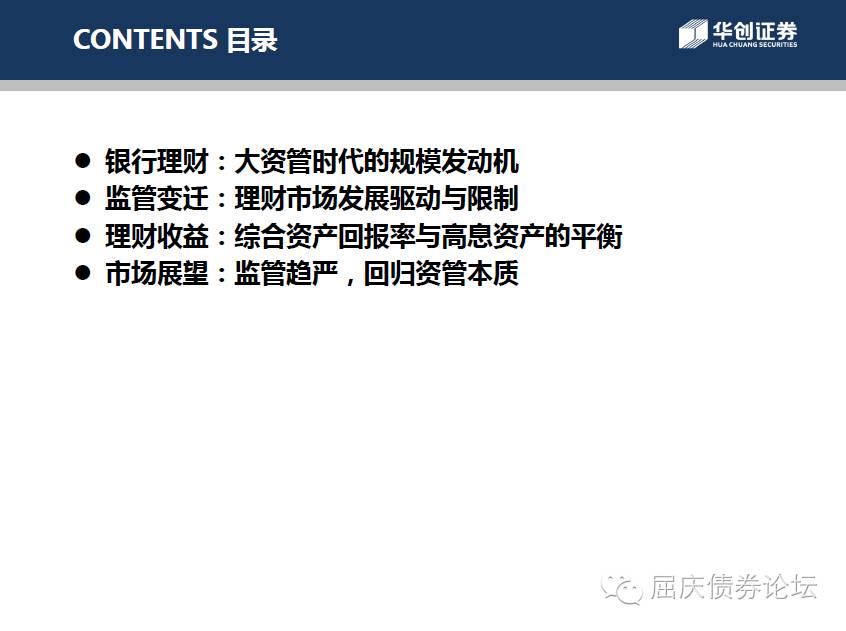 CONTENTS 目录
华创证券
HUA CHUANG SECURITIES
● 银行理财：大资管时代的规模发动机
● 监管变迁：理财市场发展驱动与限制
● 理财收益：综合资产回报率与高息资产的平衡
● 市场展望：监管趋严，回归资管本质
屈庆债券论坛